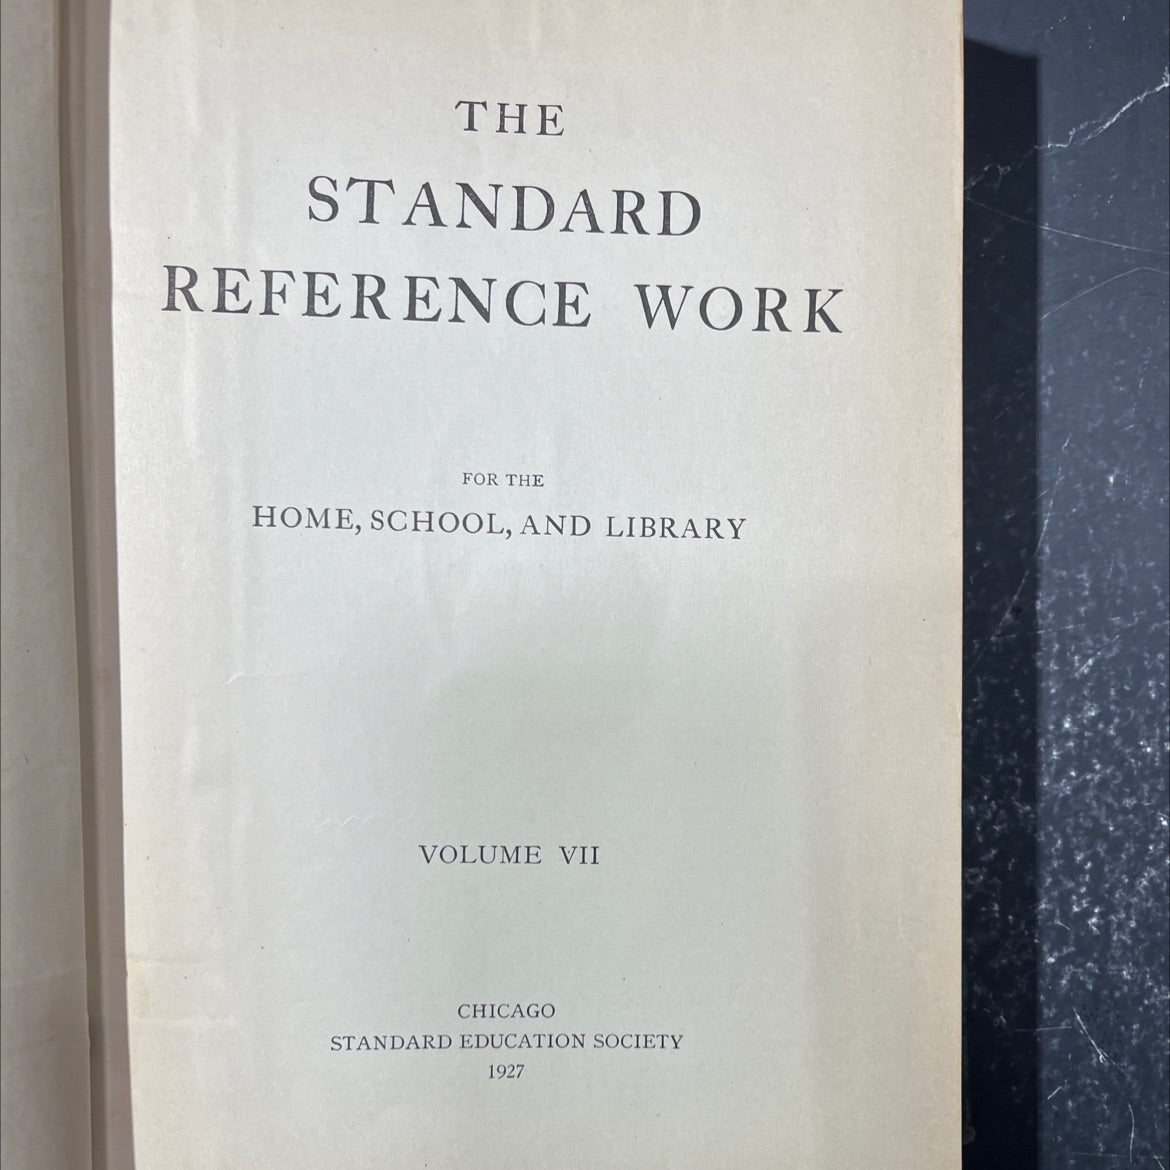 THE
STANDARD
REFERENCE WORK
FOR THE
HOME, SCHOOL, AND LIBRARY
VOLUME VII
CHICAGO
STANDARD EDUCATION SOCIETY
1927